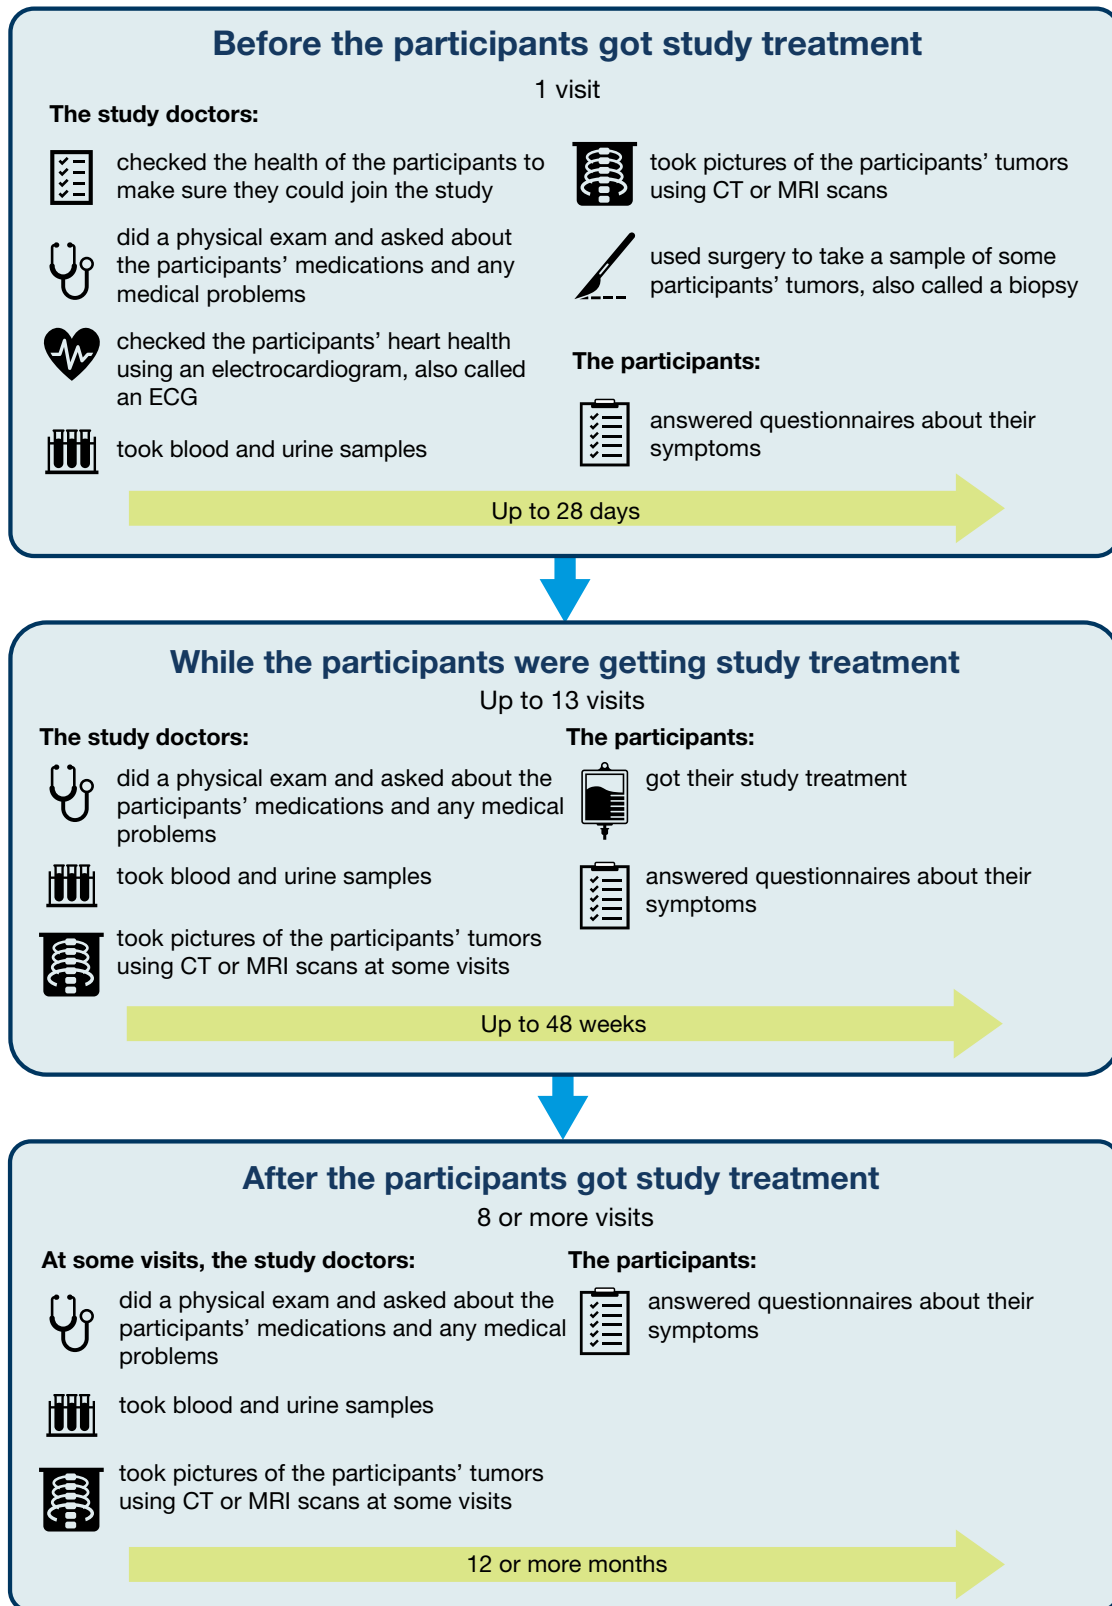 Before the participants got study treatment
1 visit
The study doctors:
checked the health of the participants to
make sure they could join the study
did a physical exam and asked about
the participants’ medications and any
medical problems
checked the participants’ heart health
using an electrocardiogram, also called
an ECG
took blood and urine samples
took pictures of the participants’ tumors
using CT or MRI scans
used surgery to take a sample of some
participants’ tumors, also called a biopsy
The participants:
answered questionnaires about their
symptoms
Up to 28 days
While the participants were getting study treatment
Up to 13 visits
The study doctors:
did a physical exam and asked about the
participants’ medications and any medical
problems
took blood and urine samples
took pictures of the participants’ tumors
using CT or MRI scans at some visits
The participants:
got their study treatment
answered questionnaires about their
symptoms
Up to 48 weeks
After the participants got study treatment
8 or more visits
At some visits, the study doctors:
did a physical exam and asked about the
participants’ medications and any medical
problems
took blood and urine samples
took pictures of the participants’ tumors
using CT or MRI scans at some visits
The participants:
answered questionnaires about their
symptoms
12 or more months